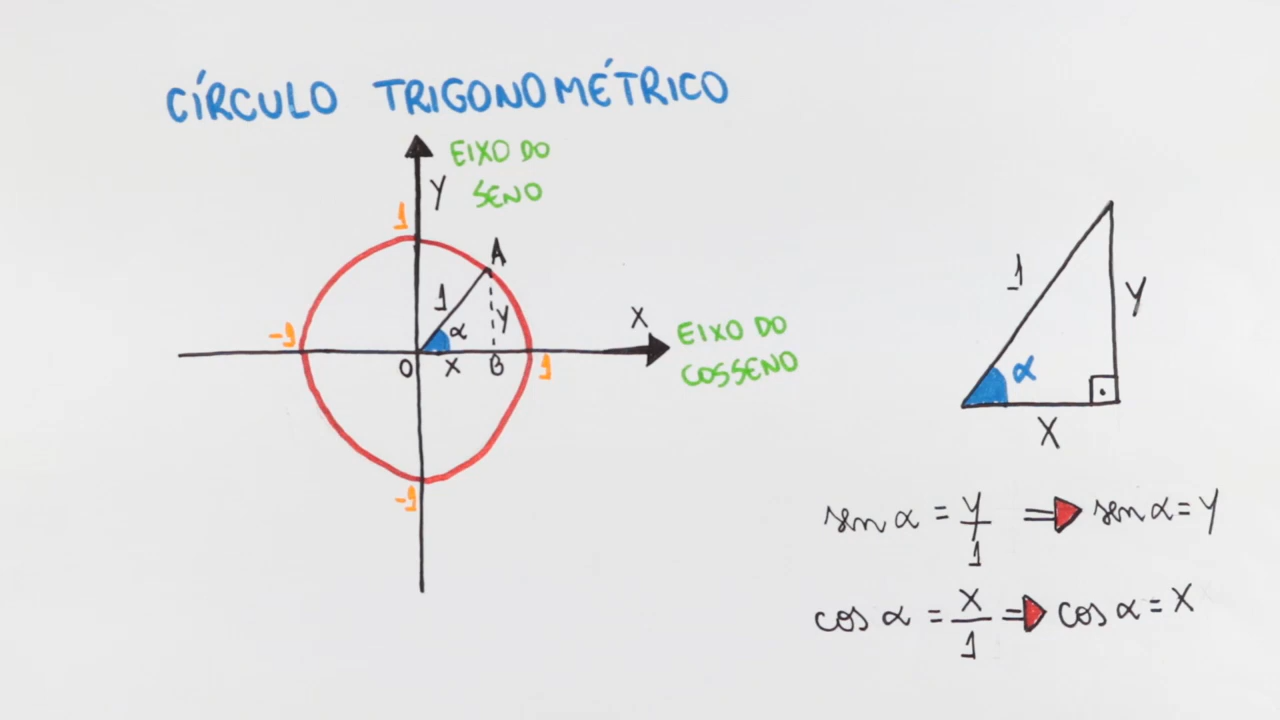 CÍRCULO TRIGONOMÉTRICO
EIXO DO
SENO
Y
1
A
-1
1
α
Y
X
EIXO DO
COSSENO
O
X
B
1
-1
1
Y
α
X
sen α = y/1 ⇒ sen α = y
cos α = x/1 ⇒ cos α = x